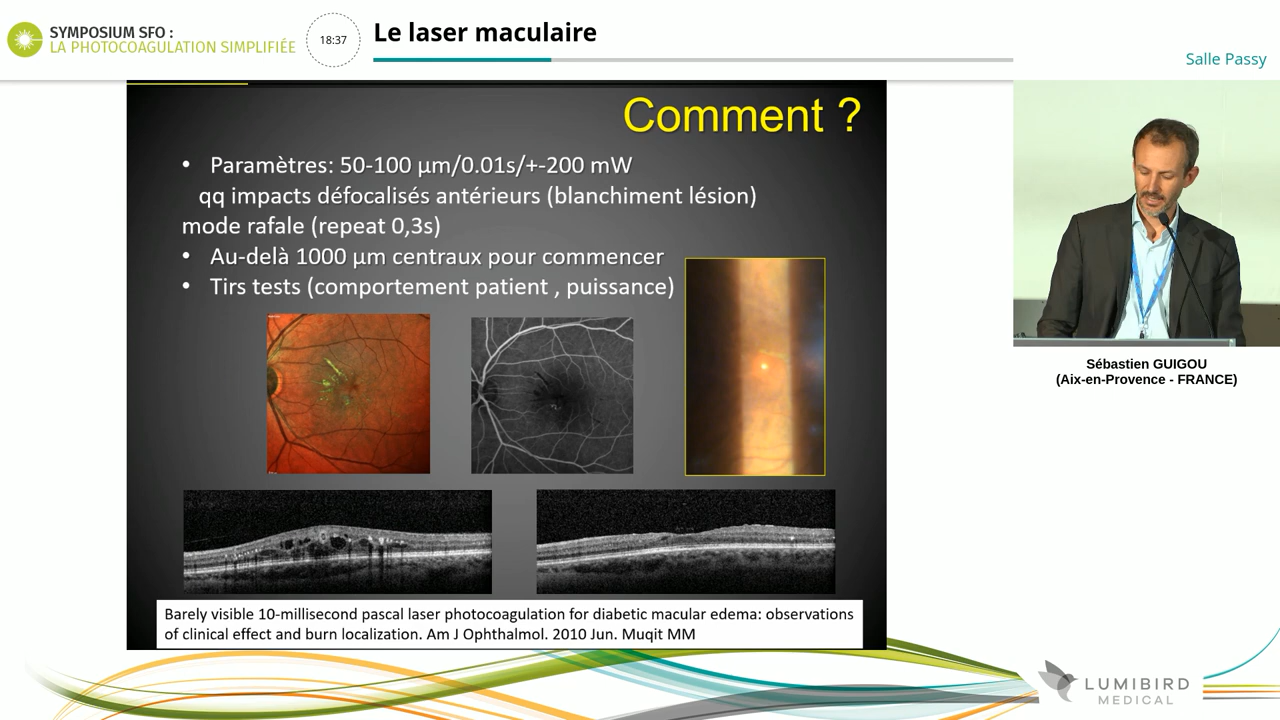 SYMPOSIUM SFO :
LA PHOTOCOAGULATION SIMPLIFIÉE
18:37
Le laser maculaire
Salle Passy
Comment ?
• Paramètres: 50-100 µm/0.01s/+-200 mW
qq impacts défocalisés antérieurs (blanchiment lésion)
mode rafale (repeat 0,3s)
• Au-delà 1000 µm centraux pour commencer
• Tirs tests (comportement patient , puissance)
Barely visible 10-millisecond pascal laser photocoagulation for diabetic macular edema: observations
of clinical effect and burn localization. Am J Ophthalmol. 2010 Jun. Muqit MM
Sébastien GUIGOU
(Aix-en-Provence - FRANCE)
LUMIBIRD
MEDICAL